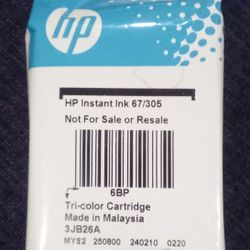 hp
HP Instant Ink 67/305
Not For Sale or Resale
6BP
Tri-color Cartridge
Made in Malaysia
3JB26A
MYS2 250800 240210 0220